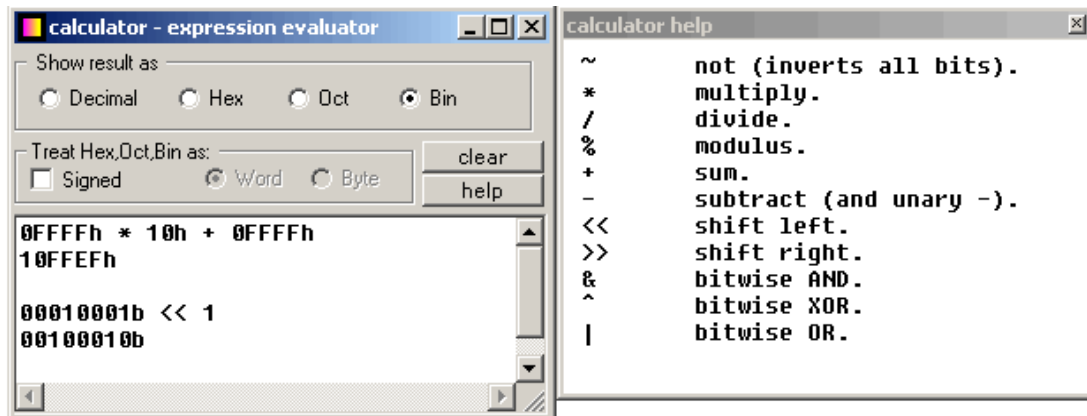 calculator - expression evaluator
Show result as
Decimal Hex Oct Bin
Treat Hex,Oct,Bin as:
Signed Word Byte
clear
help
0FFFFh * 10h + 0FFFFh
10FFEFh
00010001b << 1
00100010b
calculator help
~ not (inverts all bits).
* multiply.
/ divide.
% modulus.
+ sum.
- subtract (and unary -).
<< shift left.
>> shift right.
& bitwise AND.
^ bitwise XOR.
| bitwise OR.